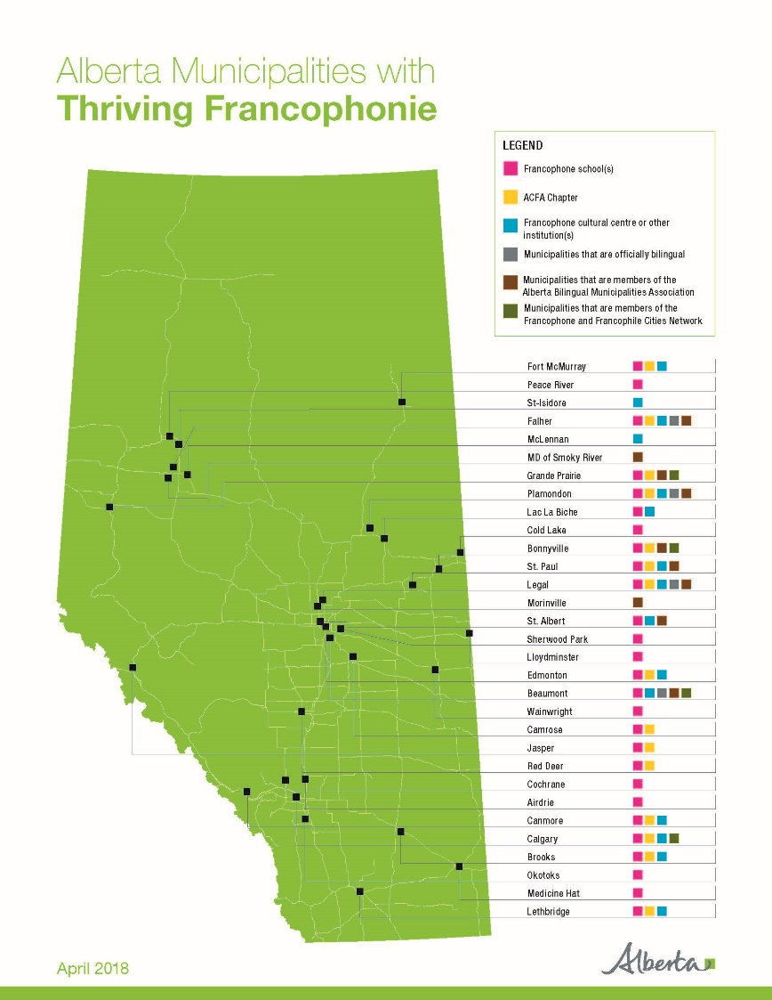 Alberta Municipalities with
Thriving Francophonie
LEGEND
Francophone school(s)
ACFA Chapter
Francophone cultural centre or other
institution(s)
Municipalities that are officially bilingual
Municipalities that are members of the
Alberta Bilingual Municipalities Association
Municipalities that are members of the
Francophone and Francophile Cities Network
Fort McMurray
Peace River
St-Isidore
Falher
McLennan
MD of Smoky River
Grande Prairie
Plamondon
Lac La Biche
Cold Lake
Bonnyville
St. Paul
Legal
Morinville
St. Albert
Sherwood Park
Lloydminster
Edmonton
Beaumont
Wainwright
Camrose
Jasper
Red Deer
Cochrane
Airdrie
Canmore
Calgary
Brooks
Okotoks
Medicine Hat
Lethbridge
April 2018
Alberta